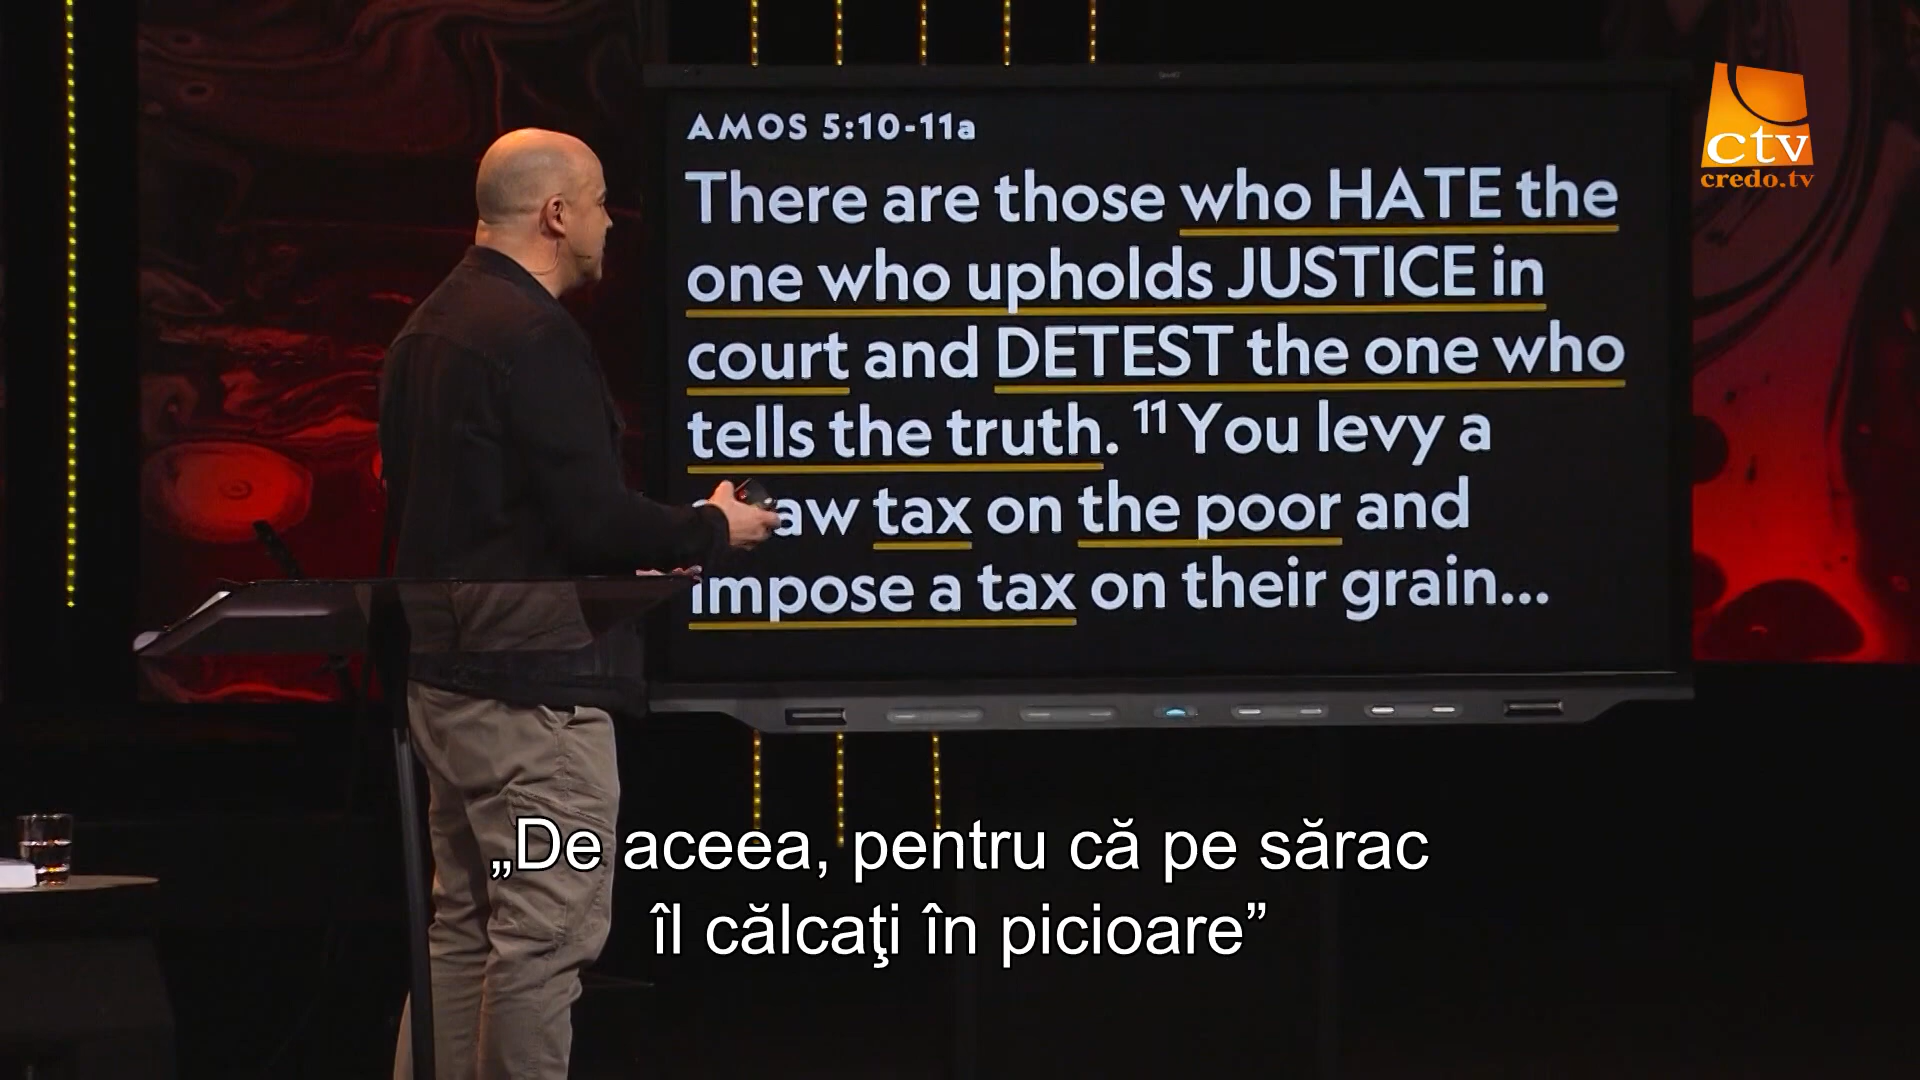 AMOS 5:10-11a
There are those who HATE the
one who upholds JUSTICE in
court and DETEST the one who
tells the truth. 11 You levy a
tax on the poor and
impose a tax on their grain...
ctv
credo.tv
„De aceea, pentru că pe sărac
îl călcaţi în picioare”